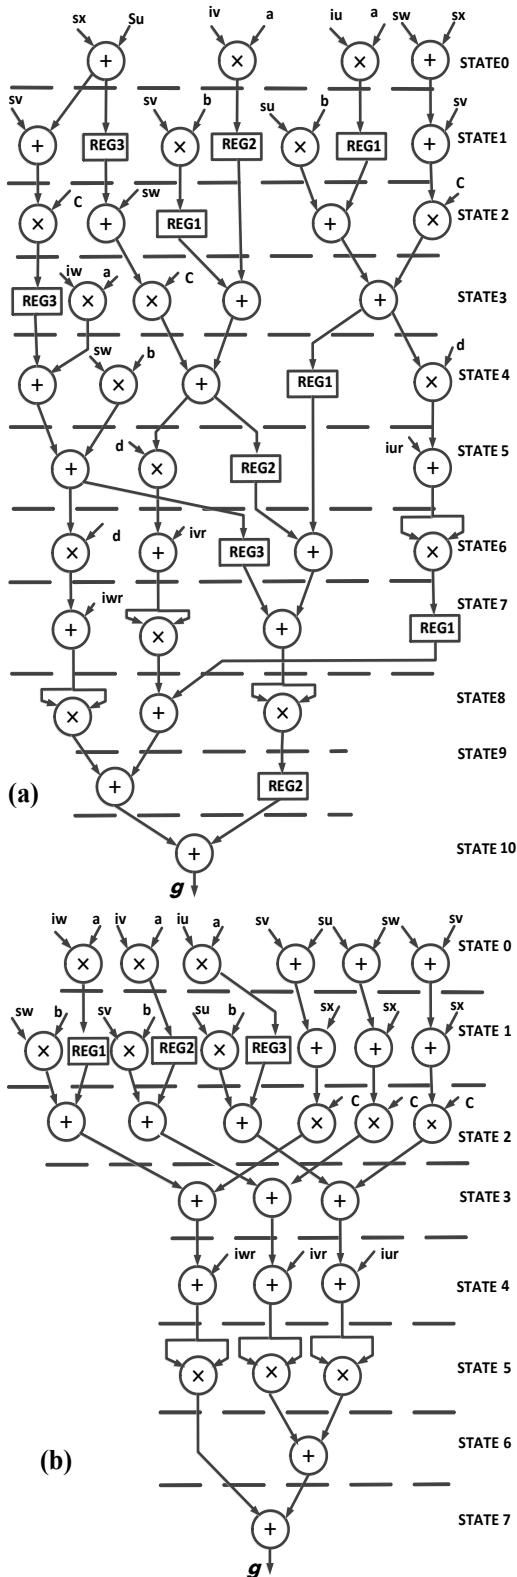 sx Su iv a iu a sw sx
+ × × + STATE0
sv sv b su b sv
+ REG3 × REG2 × REG1 + STATE1
C sw C
× + REG1 + × STATE 2
iw a C
REG3 × × + + STATE3
sw b d
+ × + REG1 × STATE 4
d iur
+ × REG2 + STATE 5
d ivr
× + REG3 + × STATE6
iwr
+ × + REG1 STATE 7
× + × STATE8
STATE9
(a) + REG2
+ STATE 10
g
iw a iv a iu a sv su sw sv
× × × + + + STATE 0
sw b sv b su b sx sx sx
× REG1 × REG2 × REG3 + + + STATE 1
C C C
+ + + × × × STATE 2
+ + + STATE 3
iwr ivr iur
+ + + STATE 4
× × × STATE 5
(b) + STATE 6
+ STATE 7
g